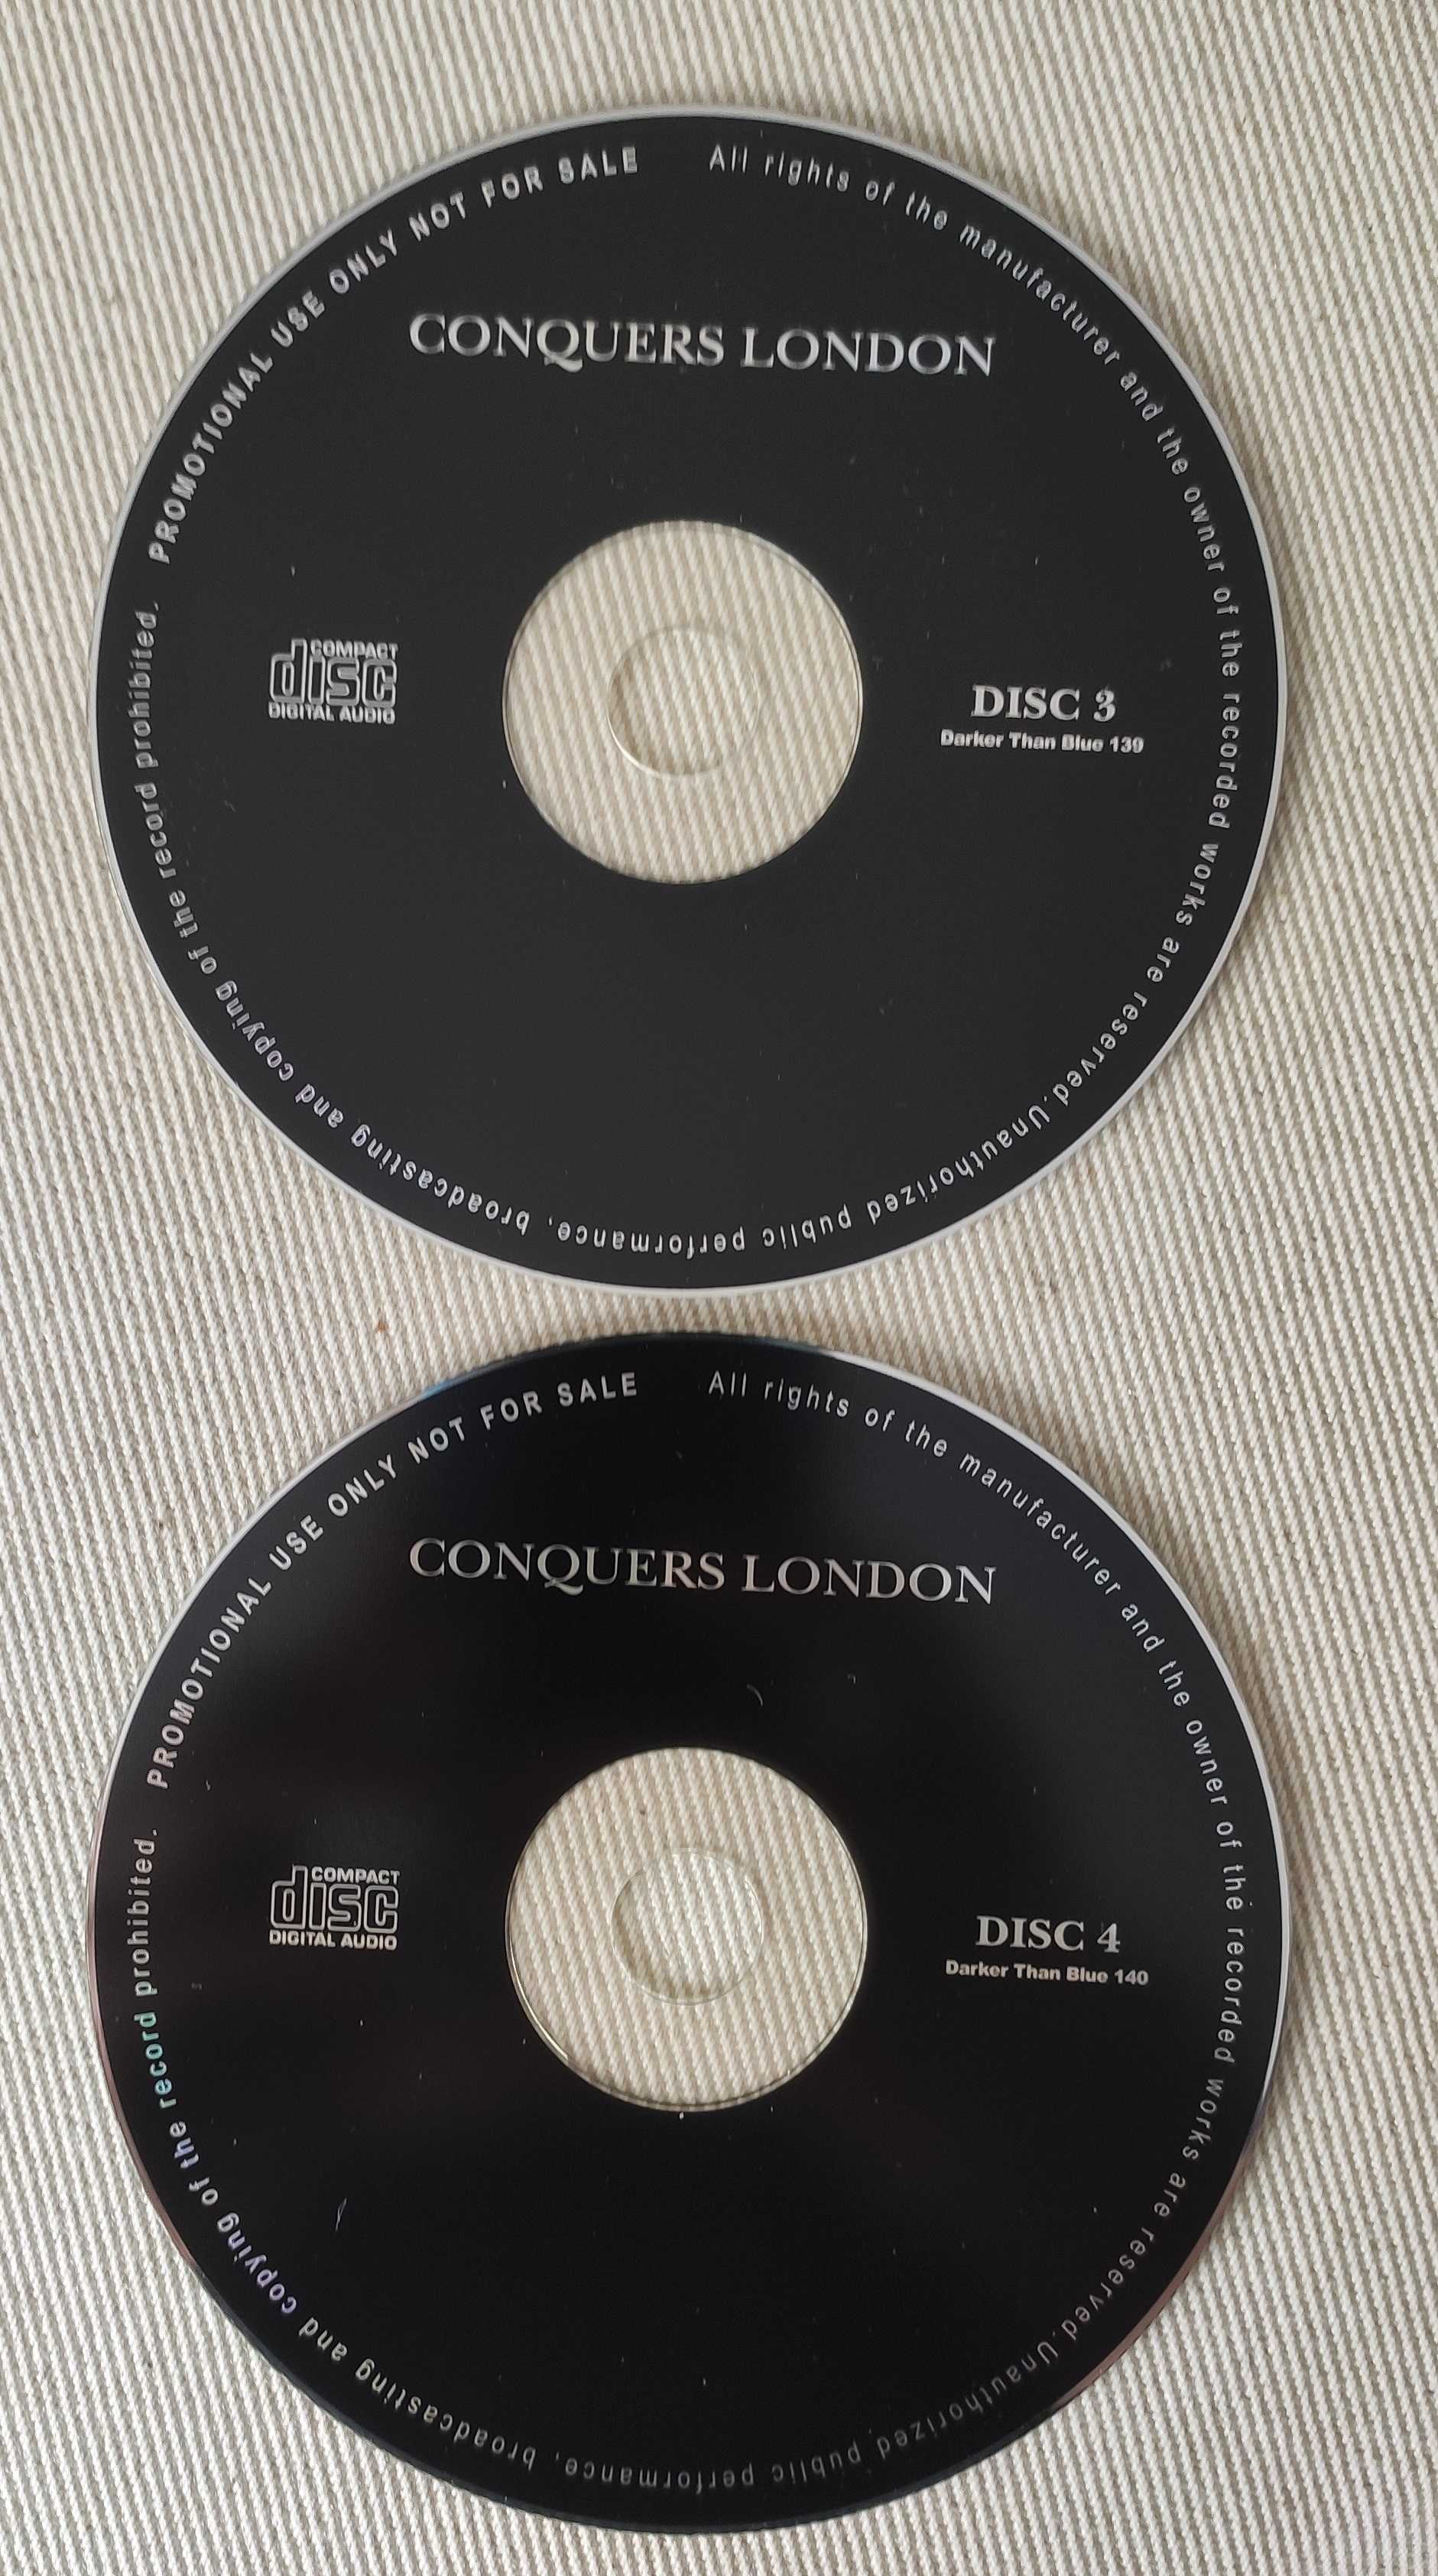 PROMOTIONAL USE ONLY NOT FOR SALE
All rights of the manufacturer and the owner of the recorded works are reserved. Unauthorized public performance, broadcasting and copying of the record prohibited.
CONQUERS LONDON
COMPACT
disc
DIGITAL AUDIO
DISC 3
Darker Than Blue 139
PROMOTIONAL USE ONLY NOT FOR SALE
All rights of the manufacturer and the owner of the recorded works are reserved. Unauthorized public performance, broadcasting and copying of the record prohibited.
CONQUERS LONDON
COMPACT
disc
DIGITAL AUDIO
DISC 4
Darker Than Blue 140